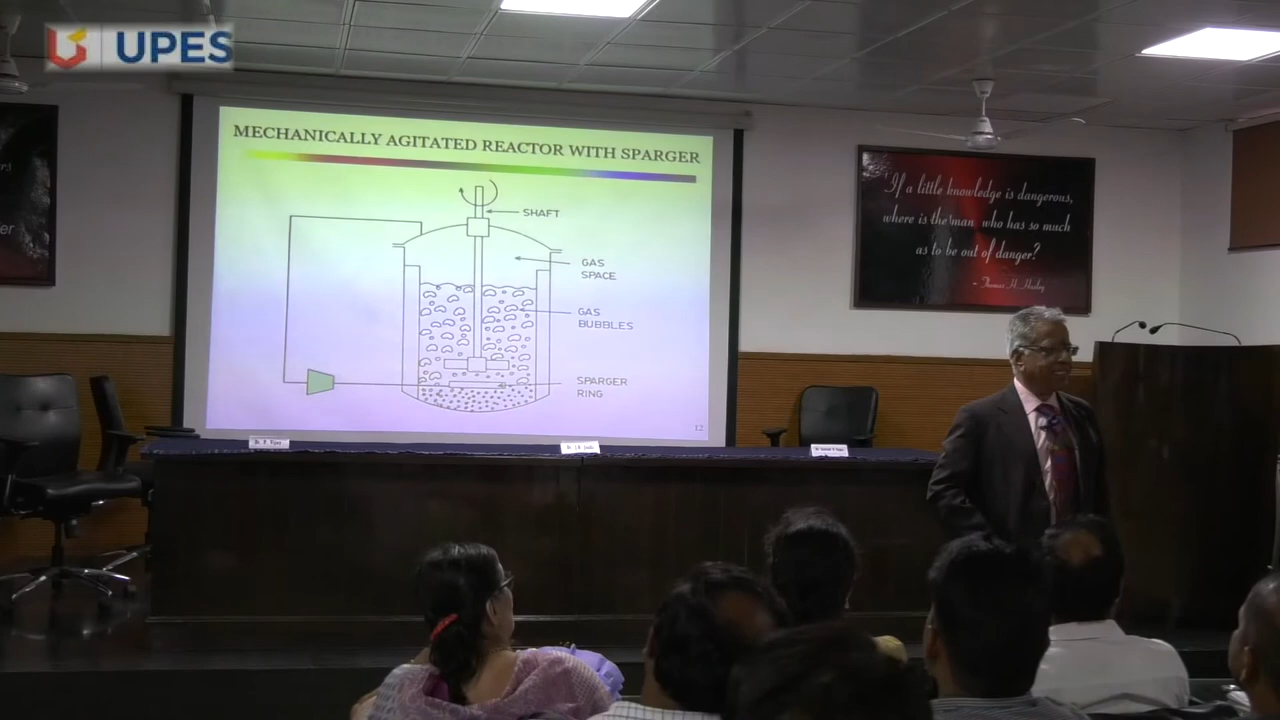 UPES
MECHANICALLY AGITATED REACTOR WITH SPARGER
SHAFT
GAS
SPACE
GAS
BUBBLES
SPARGER
RING
12
If a little knowledge is dangerous,
where is the man who has so much
as to be out of danger?
- Thomas H. Huxley
er